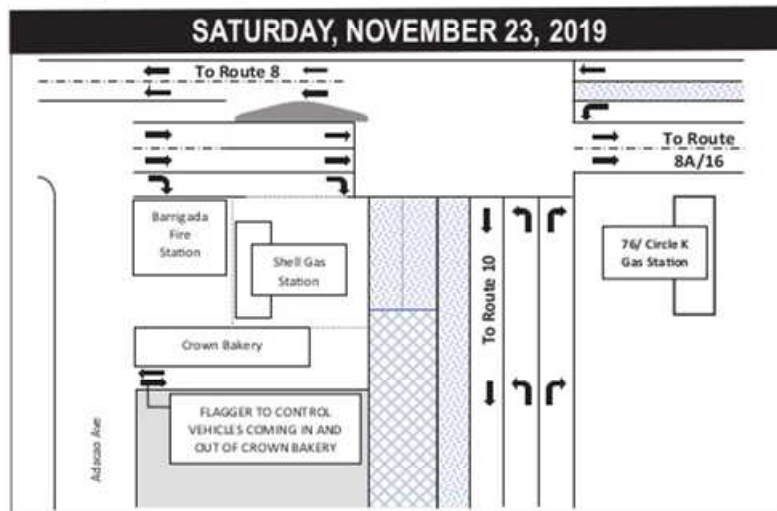 SATURDAY, NOVEMBER 23, 2019
To Route 8
To Route
8A/16
Barrigada
Fire
Station
Shell Gas
Station
To Route 10
76/ Circle K
Gas Station
Crown Bakery
FLAGGER TO CONTROL
VEHICLES COMING IN AND
OUT OF CROWN BAKERY
Adacao Ave